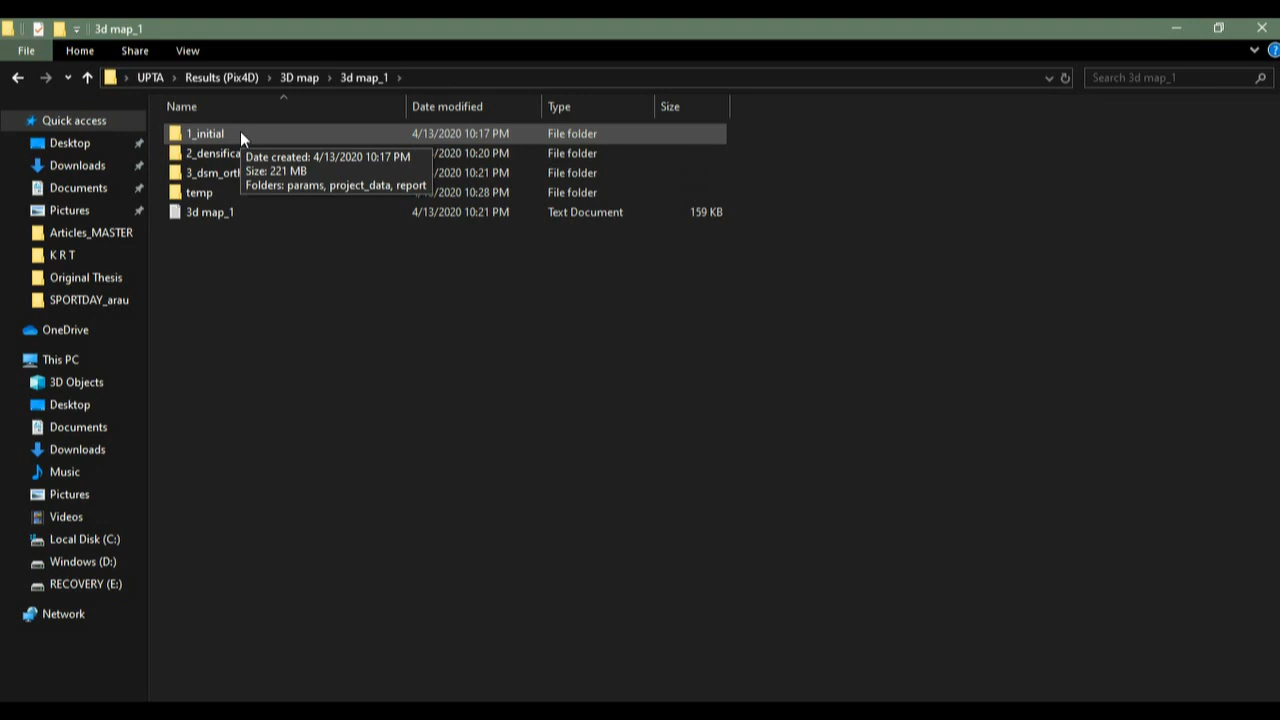 3d map_1
File Home Share View
UPTA Results (Pix4D) 3D map 3d map_1
Search 3d map_1
Name Date modified Type Size
Quick access
Desktop
Downloads
Documents
Pictures
Articles_MASTER
K R T
Original Thesis
SPORTDAY_arau
OneDrive
This PC
3D Objects
Desktop
Documents
Downloads
Music
Pictures
Videos
Local Disk (C:)
Windows (D:)
RECOVERY (E:)
Network
1_initial 4/13/2020 10:17 PM File folder
2_densifica /2020 10:20 PM File folder
3_dsm_ort /2020 10:21 PM File folder
temp /2020 10:28 PM File folder
3d map_1 4/13/2020 10:21 PM Text Document 159 KB
Date created: 4/13/2020 10:17 PM
Size: 221 MB
Folders: params, project_data, report